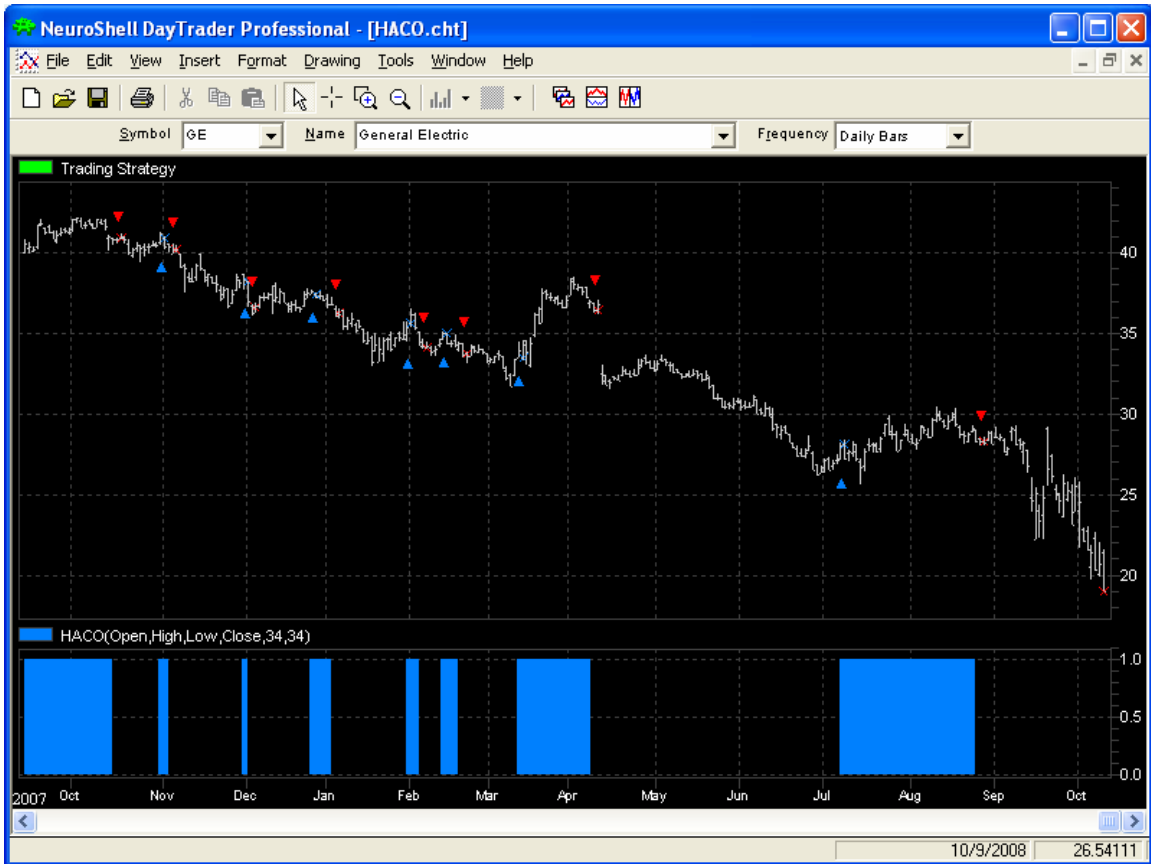 NeuroShell DayTrader Professional - [HACO.cht]
File Edit View Insert Format Drawing Tools Window Help
Symbol GE Name General Electric Frequency Daily Bars
Trading Strategy
40
35
30
25
20
HACO(Open,High,Low,Close,34,34)
1.0
0.5
0.0
2007 Oct Nov Dec Jan Feb Mar Apr May Jun Jul Aug Sep Oct
10/9/2008 26.54111